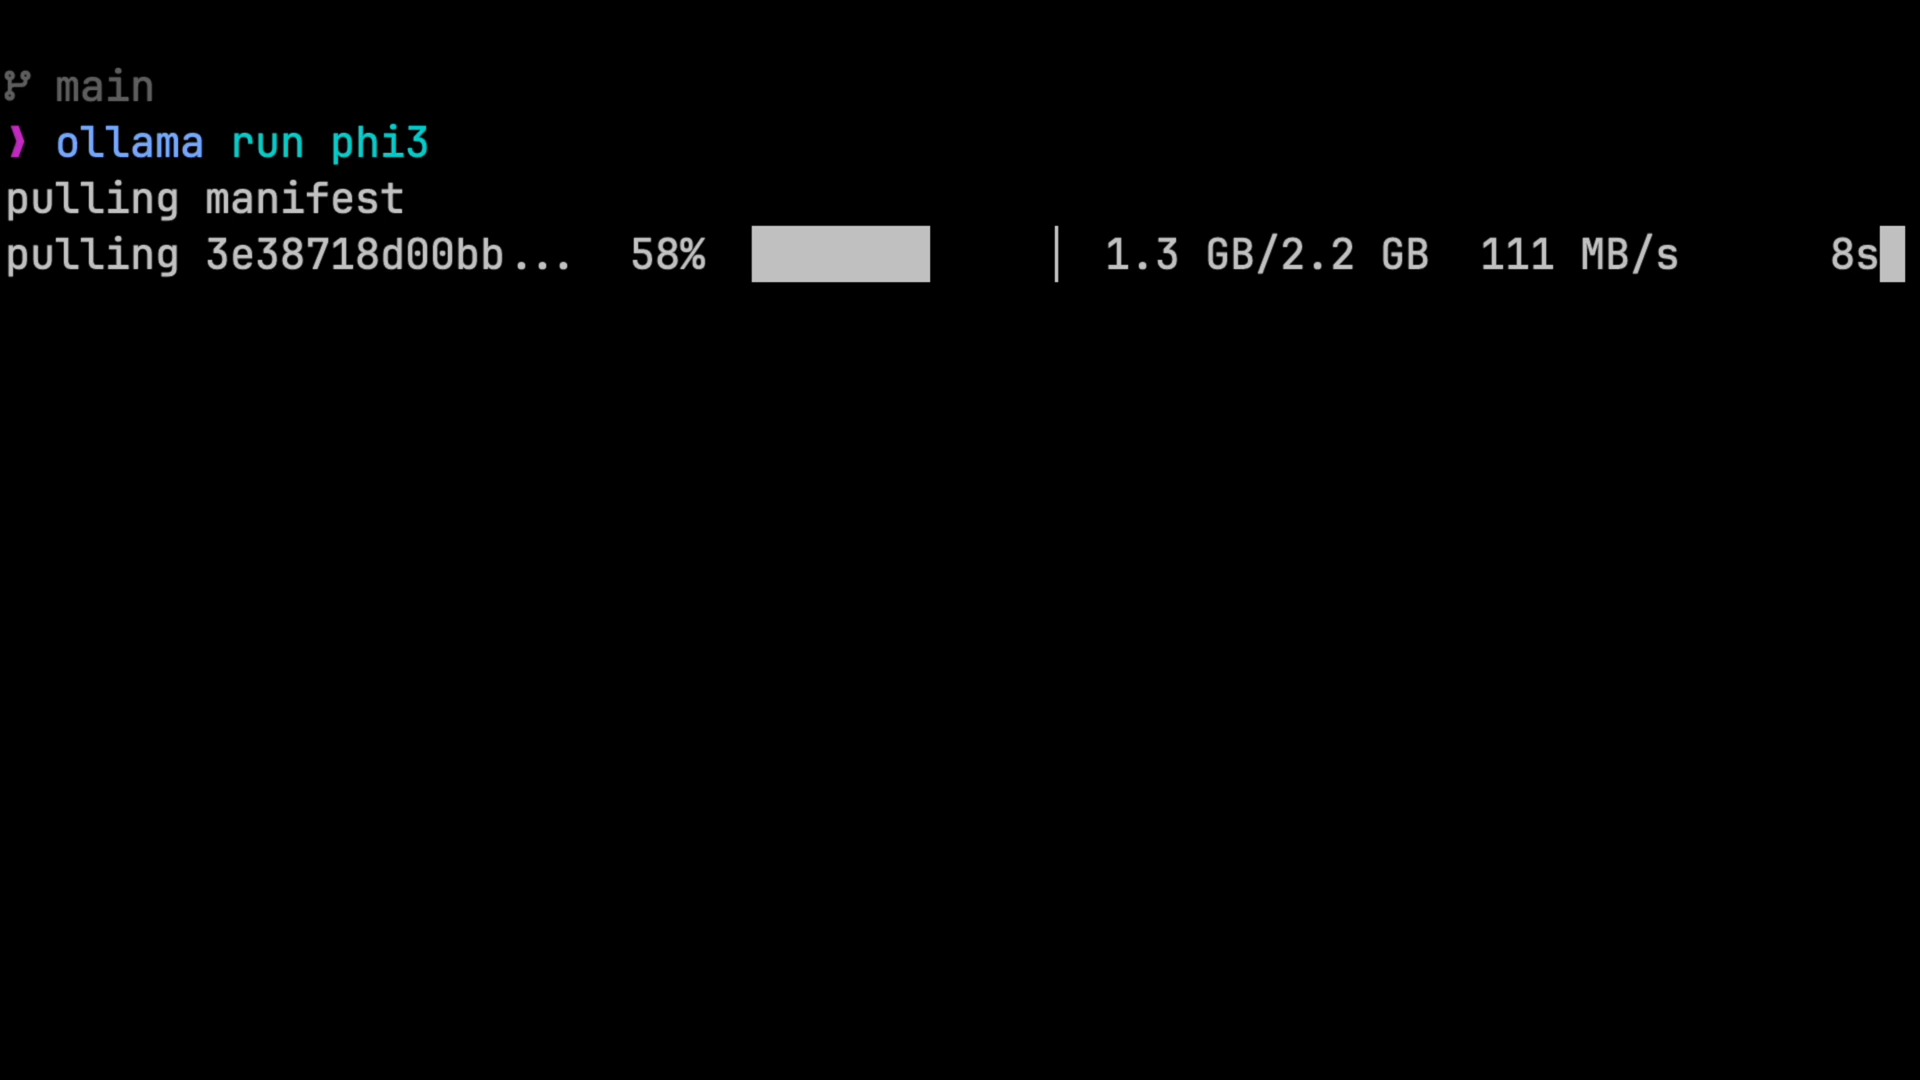 main
❯ ollama run phi3
pulling manifest
pulling 3e38718d00bb... 58% 1.3 GB/2.2 GB 111 MB/s 8s